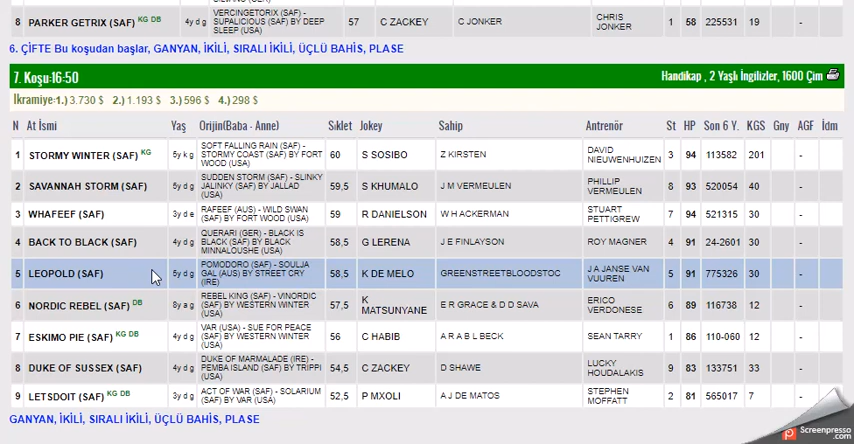 8 PARKER GETRIX (SAF) KG DB 4y d g VERCINGETORIX (SAF) - SUPALICIOUS (SAF) BY DEEP SLEEP (USA) 57 C ZACKEY C JONKER CHRIS JONKER 1 58 225531 19 -
6. ÇİFTE Bu koşudan başlar, GANYAN, İKİLİ, SIRALI İKİLİ, ÜÇLÜ BAHİS, PLASE
7. Koşu:16:50 Handikap , 2 Yaşlı İngilizler, 1600 Çim
İkramiye:1.) 3.730 $ 2.) 1.193 $ 3.) 596 $ 4.) 298 $
N At İsmi Yaş Orijin(Baba - Anne) Sıklet Jokey Sahip Antrenör St HP Son 6 Y. KGS Gny AGF İdm
1 STORMY WINTER (SAF) KG 5y k g SOFT FALLING RAIN (SAF) - STORMY COAST (SAF) BY FORT WOOD (USA) 60 S SOSIBO Z KIRSTEN DAVID NIEUWENHUIZEN 3 94 113582 201 -
2 SAVANNAH STORM (SAF) 5y d g SUDDEN STORM (SAF) - SLINKY JALINKY (SAF) BY JALLAD (USA) 59,5 S KHUMALO J M VERMEULEN PHILLIP VERMEULEN 8 93 520054 40 -
3 WHAFEEF (SAF) 3y d e RAFEEF (AUS) - WILD SWAN (SAF) BY FORT WOOD (USA) 59 R DANIELSON W H ACKERMAN STUART PETTIGREW 7 94 521315 30 -
4 BACK TO BLACK (SAF) 4y d g QUERARI (GER) - BLACK IS BLACK (SAF) BY BLACK MINNALOUSHE (USA) 58,5 G LERENA J E FINLAYSON ROY MAGNER 4 91 24-2601 30 -
5 LEOPOLD (SAF) 5y d g POMODORO (SAF) - SOULJA GAL (AUS) BY STREET CRY (IRE) 58,5 K DE MELO GREENSTREETBLOODSTOC J A JANSE VAN VUUREN 5 91 775326 30 -
6 NORDIC REBEL (SAF) DB 8y a g REBEL KING (SAF) - VINORDIC (SAF) BY WESTERN WINTER (USA) 57,5 K MATSUNYANE E R GRACE & D D SAVA ERICO VERDONESE 6 89 116738 12 -
7 ESKIMO PIE (SAF) KG DB 4y d g VAR (USA) - SUE FOR PEACE (SAF) BY WESTERN WINTER (USA) 56 C HABIB A R A B L BECK SEAN TARRY 1 86 110-060 12 -
8 DUKE OF SUSSEX (SAF) 4y d g DUKE OF MARMALADE (IRE) - PEMBA ISLAND (SAF) BY TRIPPI (USA) 54,5 C ZACKEY D SHAWE LUCKY HOUDALAKIS 9 83 133751 33 -
9 LETSDOIT (SAF) KG DB 3y d g ACT OF WAR (SAF) - SOLARIUM (SAF) BY VAR (USA) 52,5 P MXOLI A J DE MATOS STEPHEN MOFFATT 2 81 565017 7 -
GANYAN, İKİLİ, SIRALI İKİLİ, ÜÇLÜ BAHİS, PLASE
Screenpresso
.com